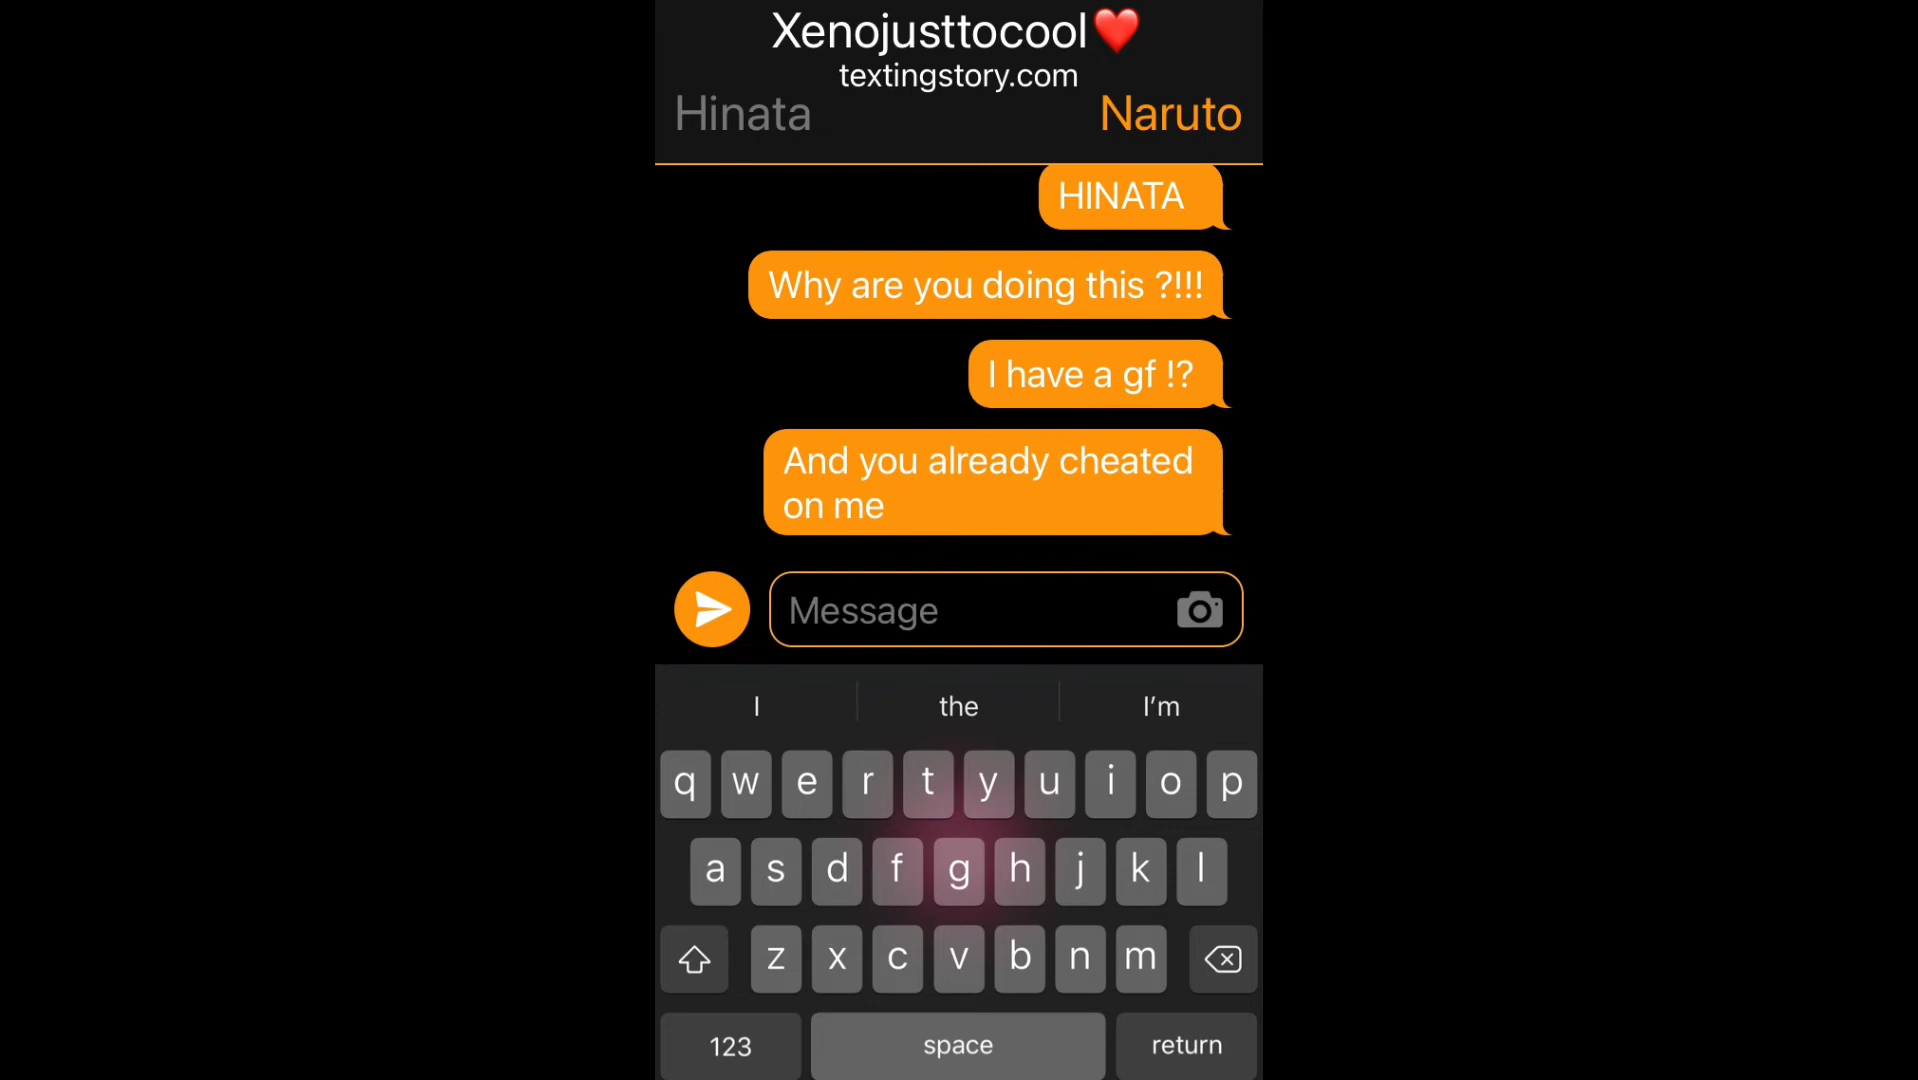 Xenojusttocool❤️
textingstory.com
Hinata Naruto
HINATA
Why are you doing this ?!!!
I have a gf !?
And you already cheated
on me
Message
I the I’m
q w e r t y u i o p
a s d f g h j k l
z x c v b n m
123 space return